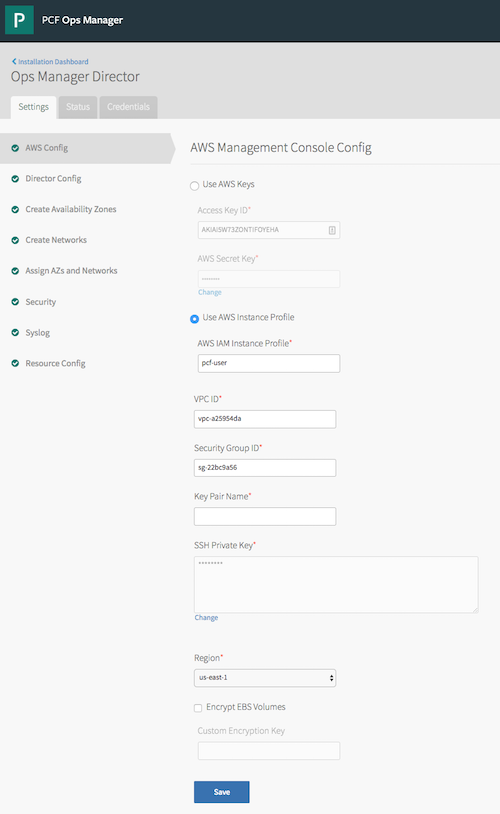 P PCF Ops Manager
Installation Dashboard
Ops Manager Director
Settings Status Credentials
AWS Config
Director Config
Create Availability Zones
Create Networks
Assign AZs and Networks
Security
Syslog
Resource Config
AWS Management Console Config
Use AWS Keys
Access Key ID*
AKIAISW73ZONTIFOYEHA
AWS Secret Key*
••••••••
Change
Use AWS Instance Profile
AWS IAM Instance Profile*
pcf-user
VPC ID*
vpc-a25954da
Security Group ID*
sg-22bc9a56
Key Pair Name*
SSH Private Key*
********
Change
Region*
us-east-1
Encrypt EBS Volumes
Custom Encryption Key
Save